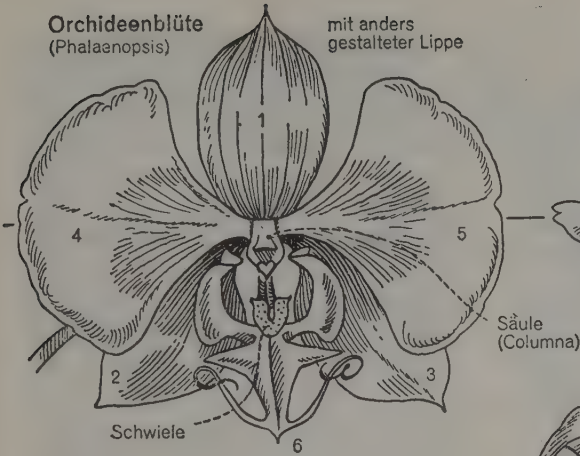 Orchideenblüte
(Phalaenopsis)
mit anders
gestalteter Lippe
1
4
5
Säule
(Columna)
2
3
Schwiele
6